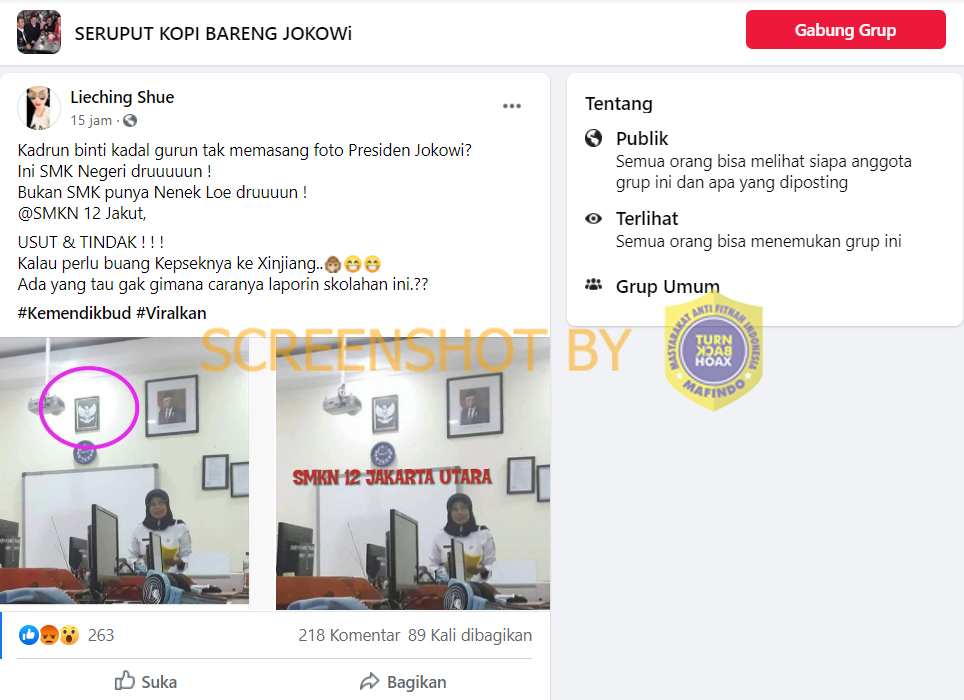 SERUPUT KOPI BARENG JOKOWi
Gabung Grup
Lieching Shue
15 jam ·
Kadrun binti kadal gurun tak memasang foto Presiden Jokowi?
Ini SMK Negeri druuuuun !
Bukan SMK punya Nenek Loe druuuun !
@SMKN 12 Jakut,
USUT & TINDAK ! ! !
Kalau perlu buang Kepseknya ke Xinjiang..🙊😁😁
Ada yang tau gak gimana caranya laporin skolahan ini.??
#Kemendikbud #Viralkan
SMKN 12 JAKARTA UTARA
263
218 Komentar 89 Kali dibagikan
Suka
Bagikan
Tentang
Publik
Semua orang bisa melihat siapa anggota
grup ini dan apa yang diposting
Terlihat
Semua orang bisa menemukan grup ini
Grup Umum
SCREENSHOT BY
MASYARAKAT ANTI FITNAH INDONESIA
TURN
BACK
HOAX
MAFINDO